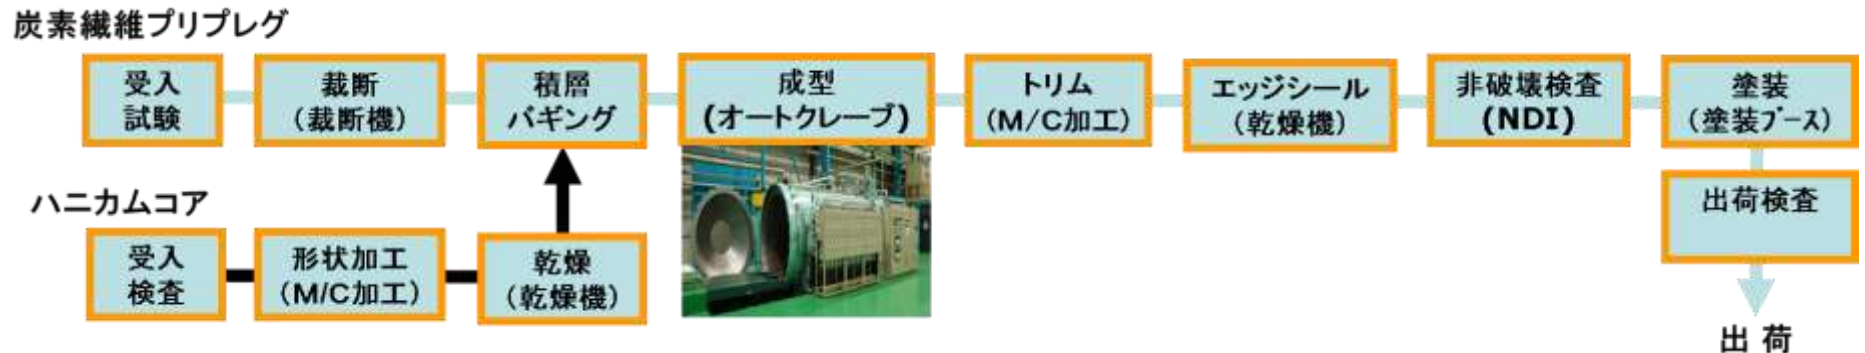 炭素繊維プリプレグ
受入
試験
裁断
(裁断機)
積層
バギング
成型
(オートクレーブ)
トリム
(M/C加工)
エッジシール
(乾燥機)
非破壊検査
(NDI)
塗装
(塗装ブース)
出荷検査
出荷
ハニカムコア
受入
検査
形状加工
(M/C加工)
乾燥
(乾燥機)